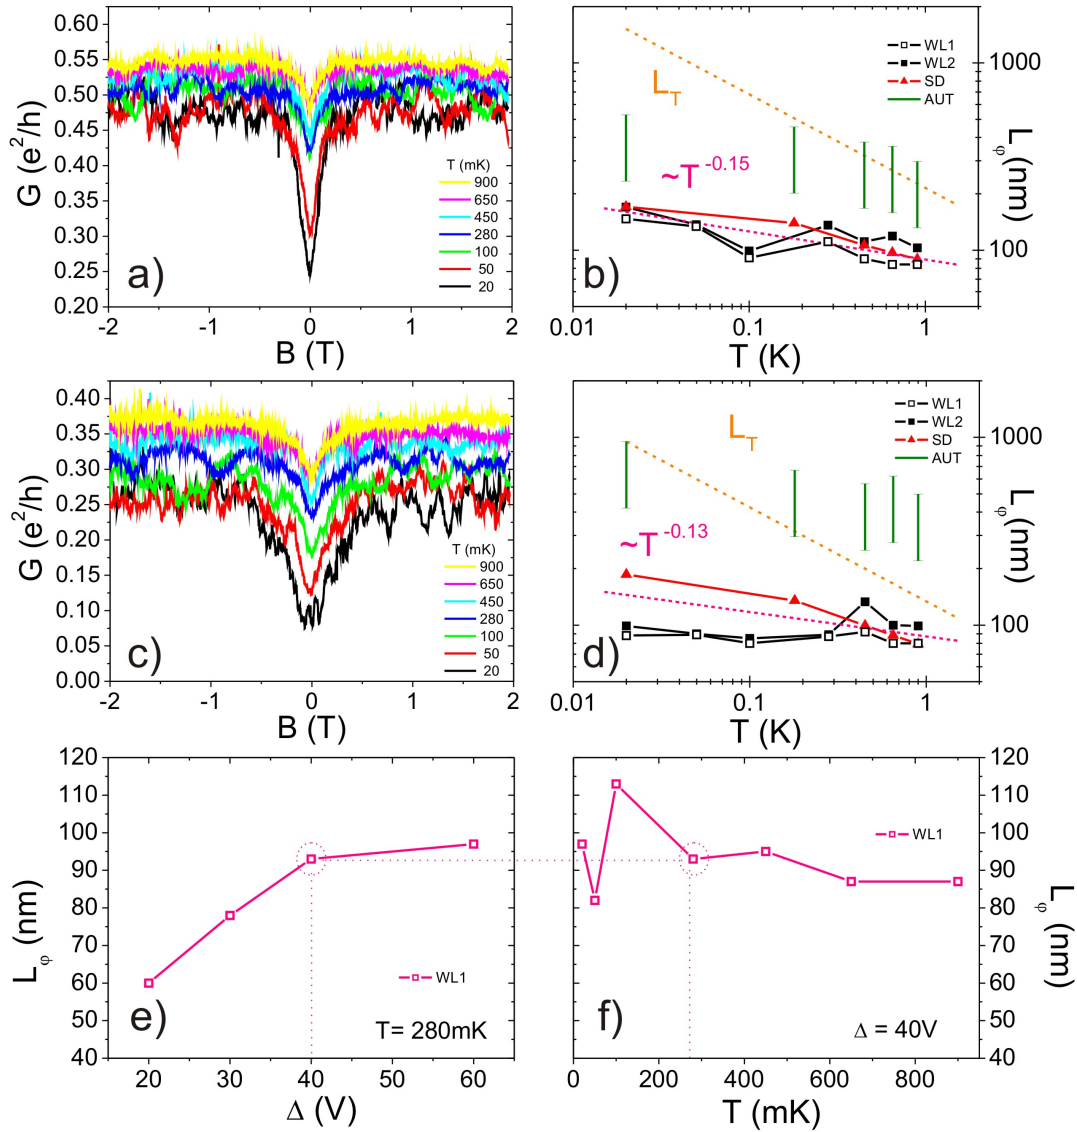 0.60
0.55
0.50
0.45
0.40
0.35
0.30
0.25
0.20
G (e²/h)
-2 -1 0 1 2
B (T)
T (mK)
900
650
450
280
100
50
20
a)
WL1
WL2
SD
AUT
L_T
~T^-0.15
1000
100
L_φ (nm)
0.01 0.1 1
T (K)
b)
0.40
0.35
0.30
0.25
0.20
0.15
0.10
0.05
0.00
G (e²/h)
-2 -1 0 1 2
B (T)
T (mK)
900
650
450
280
100
50
20
c)
WL1
WL2
SD
AUT
L_T
~T^-0.13
1000
100
L_φ (nm)
0.01 0.1 1
T (K)
d)
120
110
100
90
80
70
60
50
40
L_φ (nm)
WL1
e)
T= 280mK
20 30 40 50 60
Δ (V)
WL1
f)
Δ = 40V
120
110
100
90
80
70
60
50
40
L_φ (nm)
0 200 400 600 800
T (mK)